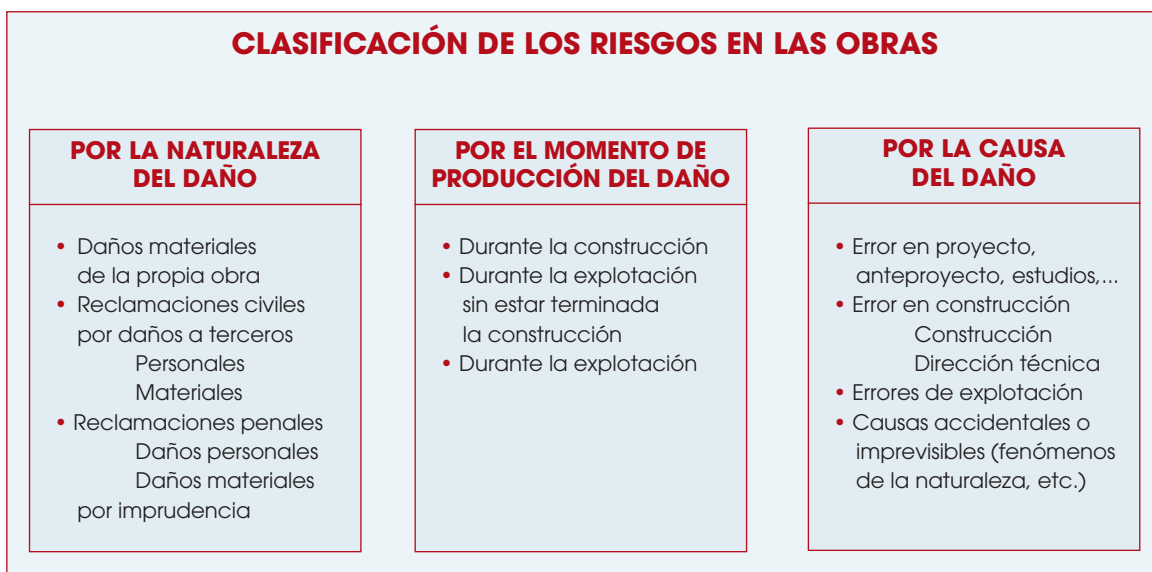 CLASIFICACIÓN DE LOS RIESGOS EN LAS OBRAS
POR LA NATURALEZA
DEL DAÑO
• Daños materiales
de la propia obra
• Reclamaciones civiles
por daños a terceros
Personales
Materiales
• Reclamaciones penales
Daños personales
Daños materiales
por imprudencia
POR EL MOMENTO DE
PRODUCCIÓN DEL DAÑO
• Durante la construcción
• Durante la explotación
sin estar terminada
la construcción
• Durante la explotación
POR LA CAUSA
DEL DAÑO
• Error en proyecto,
anteproyecto, estudios,...
• Error en construcción
Construcción
Dirección técnica
• Errores de explotación
• Causas accidentales o
imprevisibles (fenómenos
de la naturaleza, etc.)